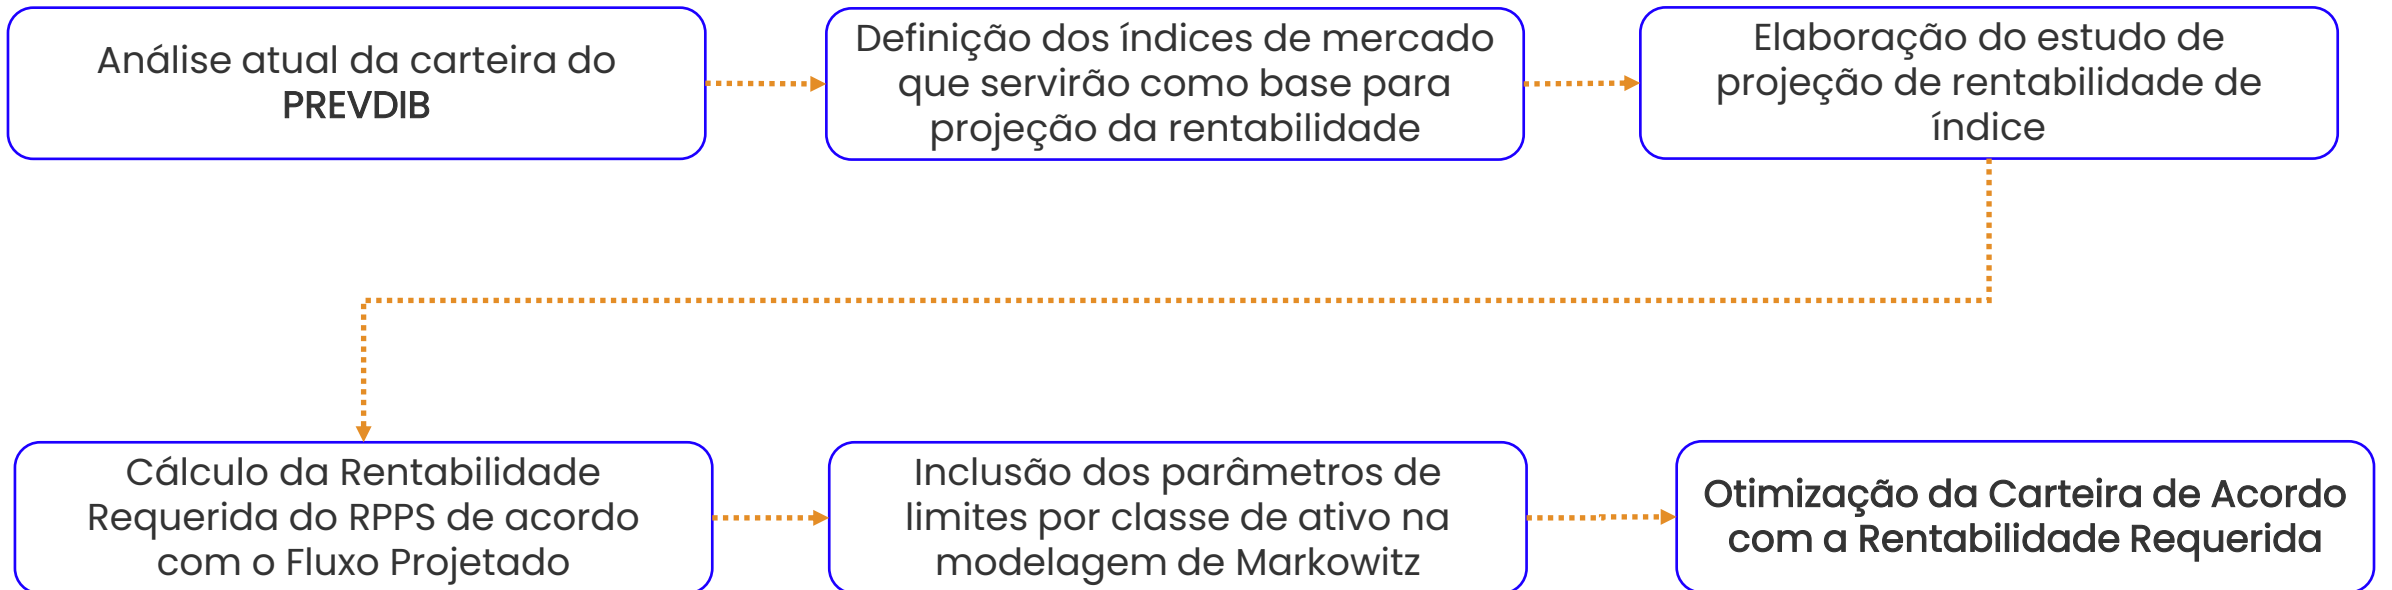 Análise atual da carteira do
PREVDIB
Definição dos índices de mercado
que servirão como base para
projeção da rentabilidade
Elaboração do estudo de
projeção de rentabilidade de
índice
Cálculo da Rentabilidade
Requerida do RPPS de acordo
com o Fluxo Projetado
Inclusão dos parâmetros de
limites por classe de ativo na
modelagem de Markowitz
Otimização da Carteira de Acordo
com a Rentabilidade Requerida